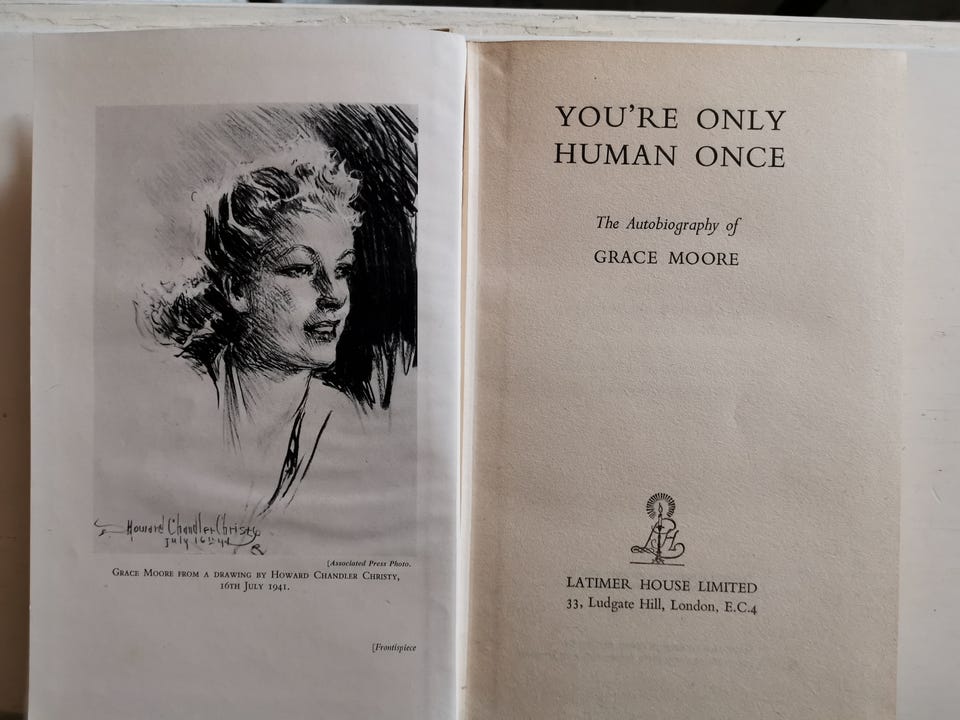 Howard Chandler Christy
July 16th 41
[Associated Press Photo.
GRACE MOORE FROM A DRAWING BY HOWARD CHANDLER CHRISTY,
16TH JULY 1941.
[Frontispiece
YOU'RE ONLY
HUMAN ONCE
The Autobiography of
GRACE MOORE
LH
LATIMER HOUSE LIMITED
33, Ludgate Hill, London, E.C.4